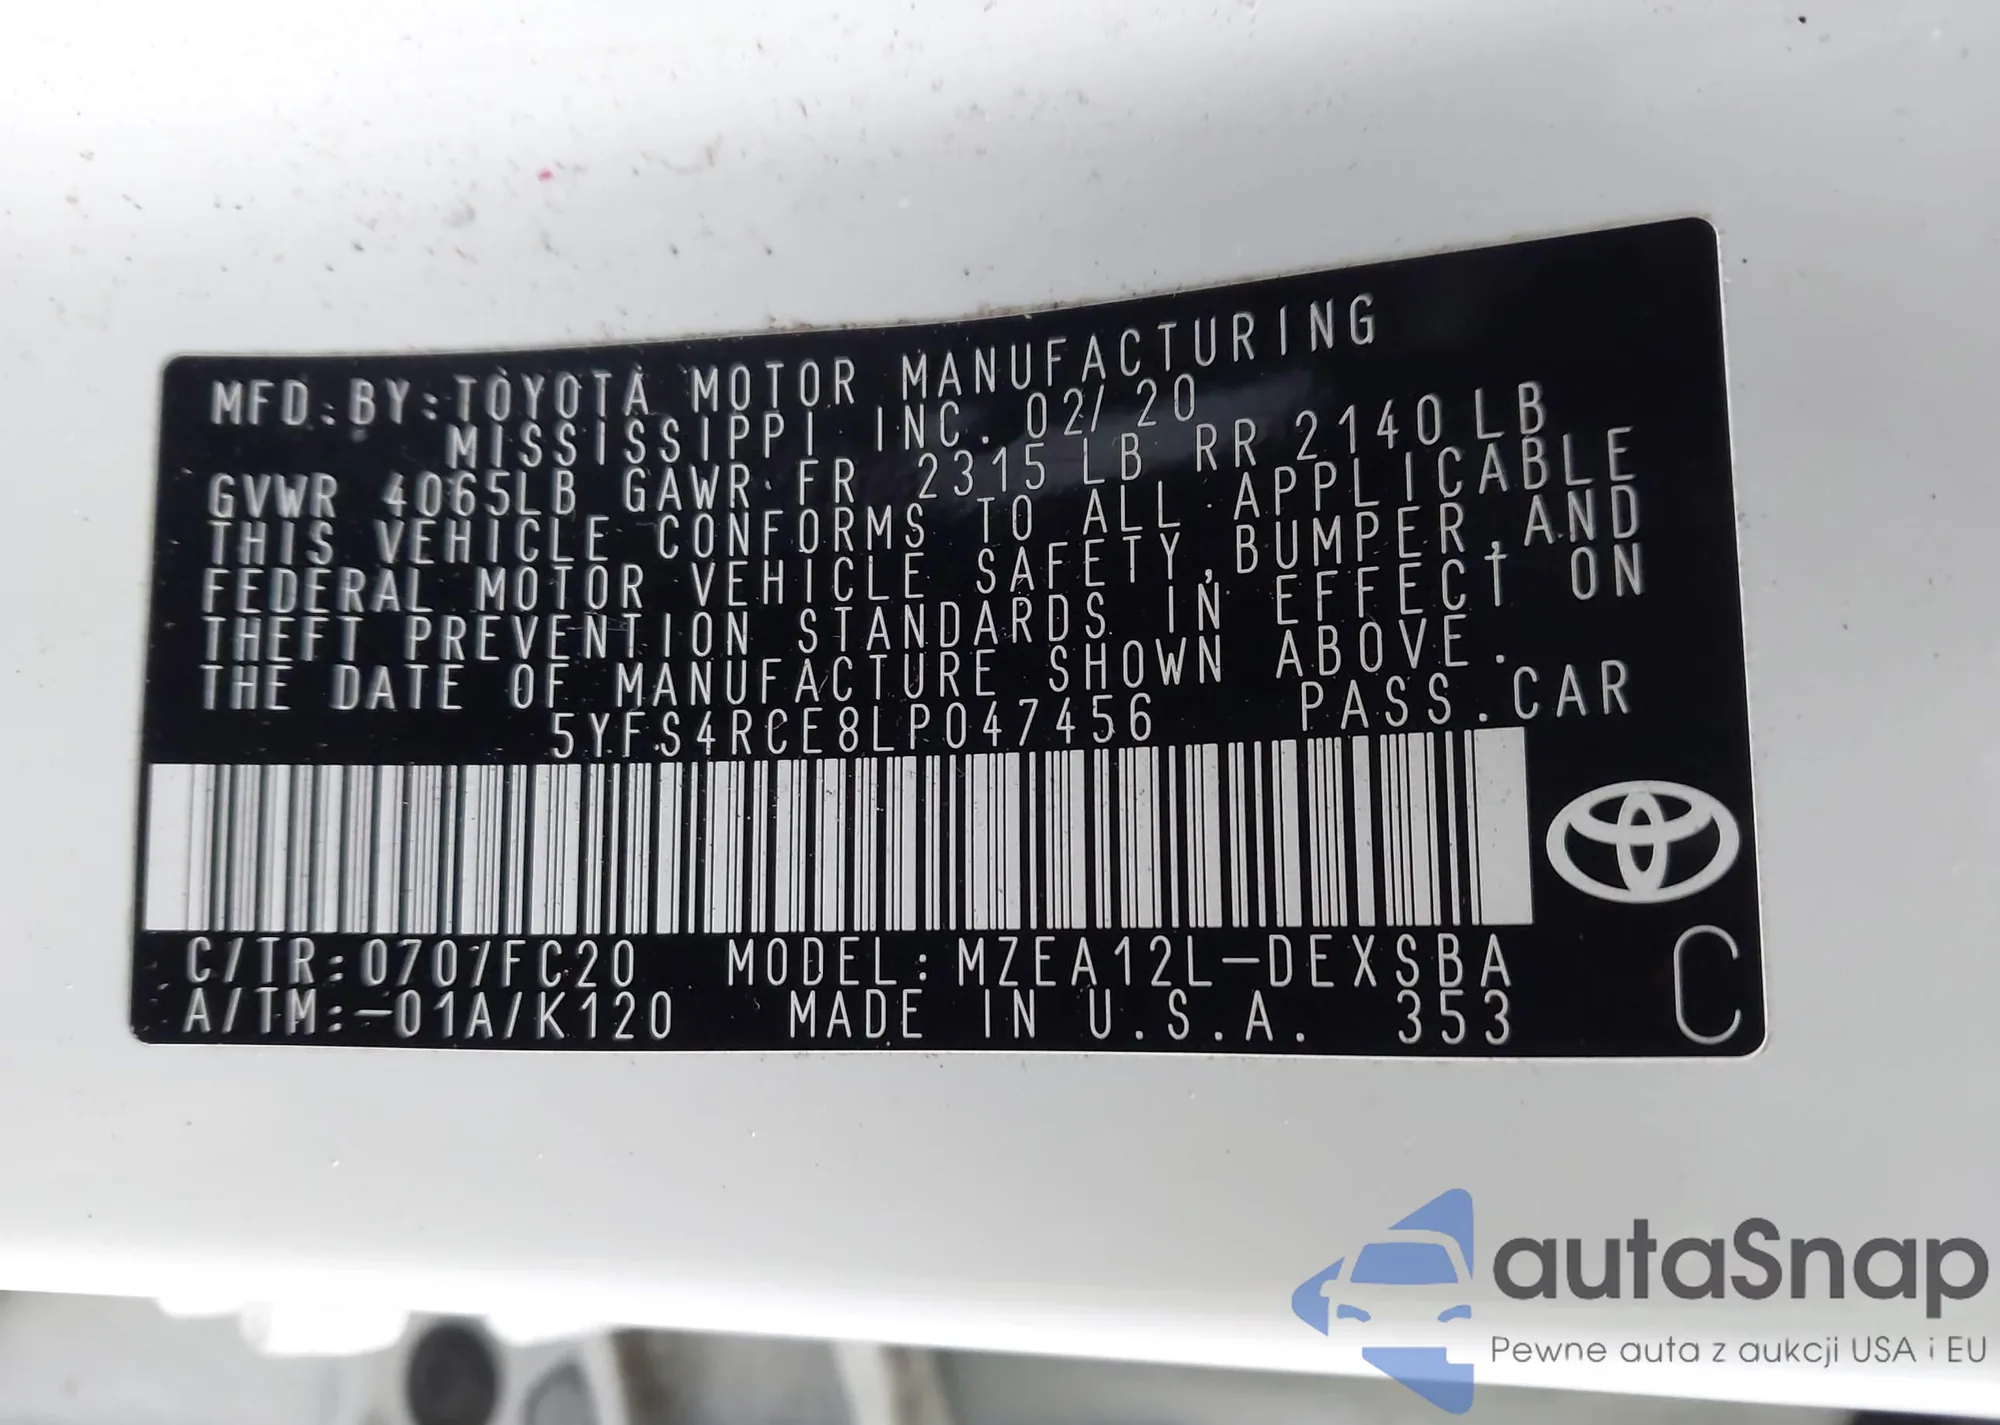 MFD. BY: TOYOTA MOTOR MANUFACTURING
MISSISSIPPI INC. 02/20
GVWR 4065LB GAWR FR 2315 LB RR 2140 LB
THIS VEHICLE CONFORMS TO ALL APPLICABLE
FEDERAL MOTOR VEHICLE SAFETY, BUMPER, AND
THEFT PREVENTION STANDARDS IN EFFECT ON
THE DATE OF MANUFACTURE SHOWN ABOVE.
5YFS4RCE8LP047456 PASS. CAR
C/TR: 0707/FC20 MODEL: MZEA12L-DEXSBA
A/TM: -01A/K120 MADE IN U.S.A. 353
C
autaSnap
Pewne auta z aukcji USA i EU